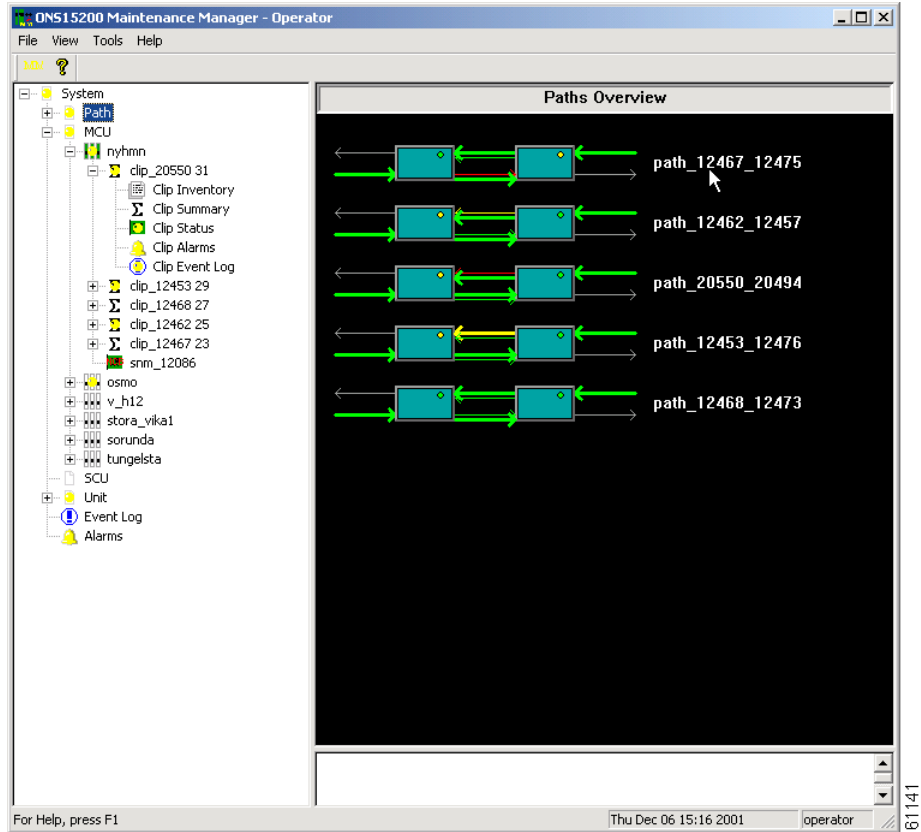 ONS15200 Maintenance Manager - Operator
File View Tools Help
System
Path
MCU
nyhmn
clip_20550 31
Clip Inventory
Clip Summary
Clip Status
Clip Alarms
Clip Event Log
clip_12453 29
clip_12468 27
clip_12462 25
clip_12467 23
snm_12086
osmo
v_h12
stora_vika1
sorunda
tungelsta
SCU
Unit
Event Log
Alarms
Paths Overview
path_12467_12475
path_12462_12457
path_20550_20494
path_12453_12476
path_12468_12473
For Help, press F1
Thu Dec 06 15:16 2001
operator
61141